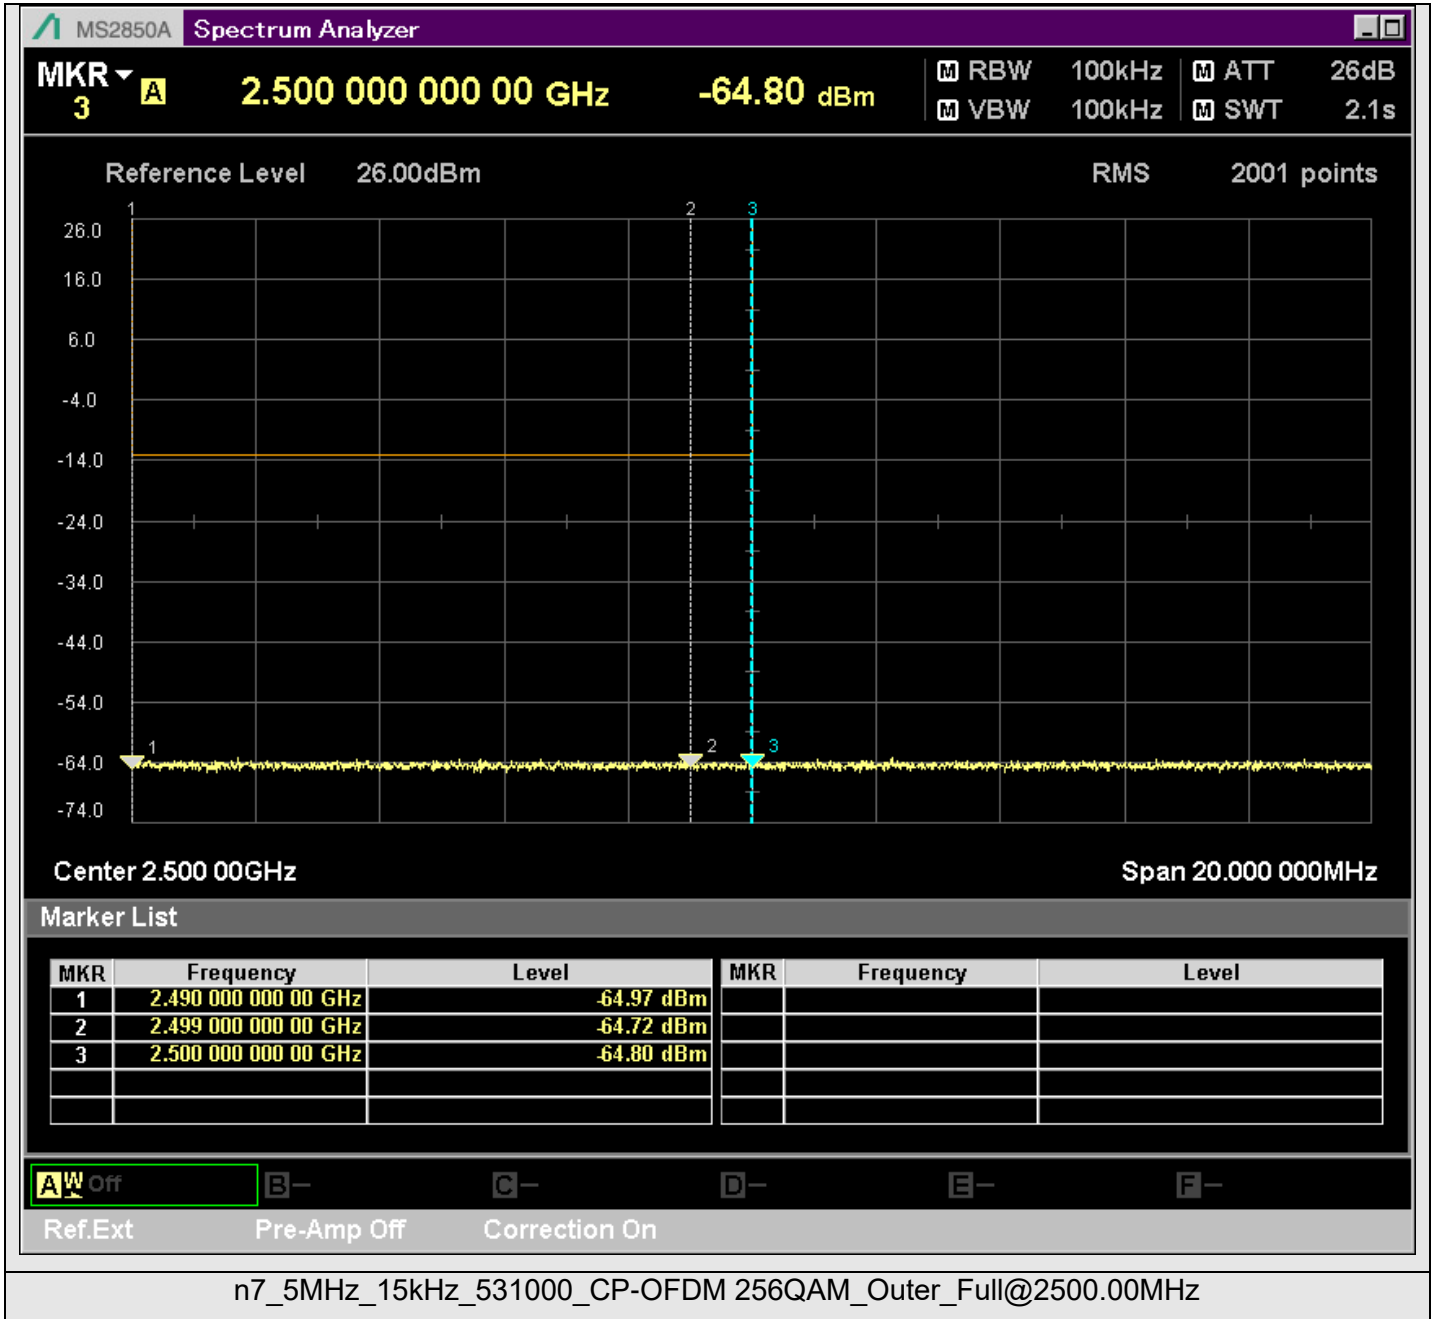 MS2850A Spectrum Analyzer
MKR 3 A 2.500 000 000 00 GHz -64.80 dBm
M RBW 100kHz M ATT 26dB
M VBW 100kHz M SWT 2.1s
Reference Level 26.00dBm RMS 2001 points
1 2 3
26.0
16.0
6.0
-4.0
-14.0
-24.0
-34.0
-44.0
-54.0
1 2 3
-64.0
-74.0
Center 2.500 00GHz Span 20.000 000MHz
Marker List
MKR Frequency Level MKR Frequency Level
1 2.490 000 000 00 GHz -64.97 dBm
2 2.499 000 000 00 GHz -64.72 dBm
3 2.500 000 000 00 GHz -64.80 dBm
A W Off B — C — D — E — F —
Ref.Ext Pre-Amp Off Correction On
n7_5MHz_15kHz_531000_CP-OFDM 256QAM_Outer_Full@2500.00MHz